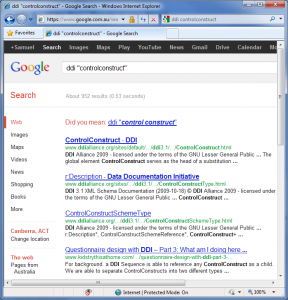 ddi "controlconstruct" - Google Search - Windows Internet Explorer
https://www.google.com.au
ddi controlconstruct
Favorites
ddi "controlconstruct" - Google Search
+Samuel Search Images Maps Play YouTube News Gmail Drive Calendar
Google
ddi "controlconstruct"
Search
About 952 results (0.53 seconds)
Web
Images
Maps
Videos
News
Shopping
Books
More
Canberra, ACT
Change location
The web
Pages from
Australia
Did you mean: ddi "control construct"
ControlConstruct - DDI
www.ddialliance.org/sites/default/.../ddi3.1/.../ControlConstruct.html
DDI Alliance 2009 - licensed under the terms of the GNU Lesser General Public ... The
global element ControlConstruct serves as the head of a substitution ...
r:Description - Data Documentation Initiative
www.ddialliance.org/.../ddi3.1/.../ControlConstructType.html
DDI 3.1 XML Schema Documentation (2009-10-18) © DDI Alliance 2009 - licensed
under the terms of the GNU Lesser General Public ... ControlConstruct ...
ControlConstructSchemeType
www.ddialliance.org/.../ddi3.1/.../ControlConstructSchemeType.html
r:Description*, ControlConstructSchemeReference*, ControlConstruct+ ...
DDI Alliance 2009 - licensed under the terms of the GNU Lesser General Public ...
Questionnaire design with DDI – Part 3: What am I doing here ...
www.kidstrythisathome.com/.../questionnaire-design-with-ddi-part-3-
For background, a DDI Sequence is able to reference any ControlConstruct as a child.
We are able to separate ControlConstructs into two different types ...
Internet | Protected Mode: On